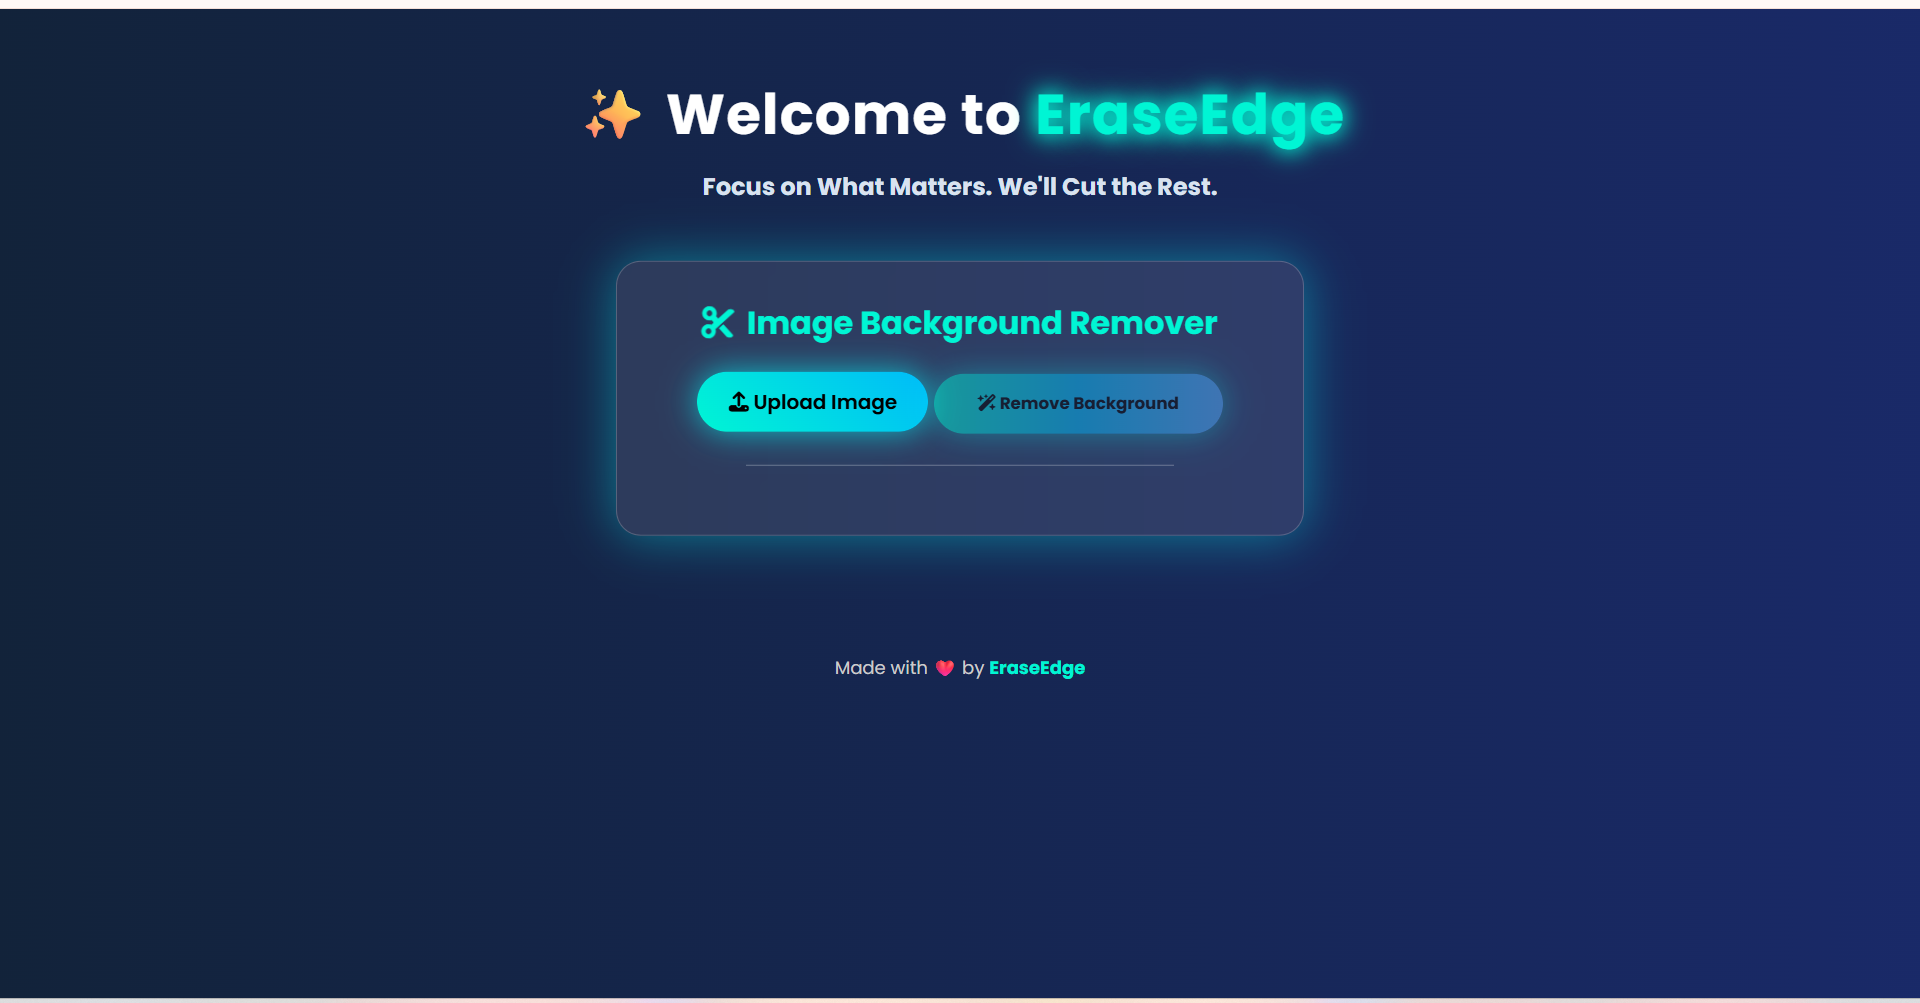 ✨ Welcome to EraseEdge
Focus on What Matters. We'll Cut the Rest.
Image Background Remover
Upload Image
Remove Background
Made with 💖 by EraseEdge